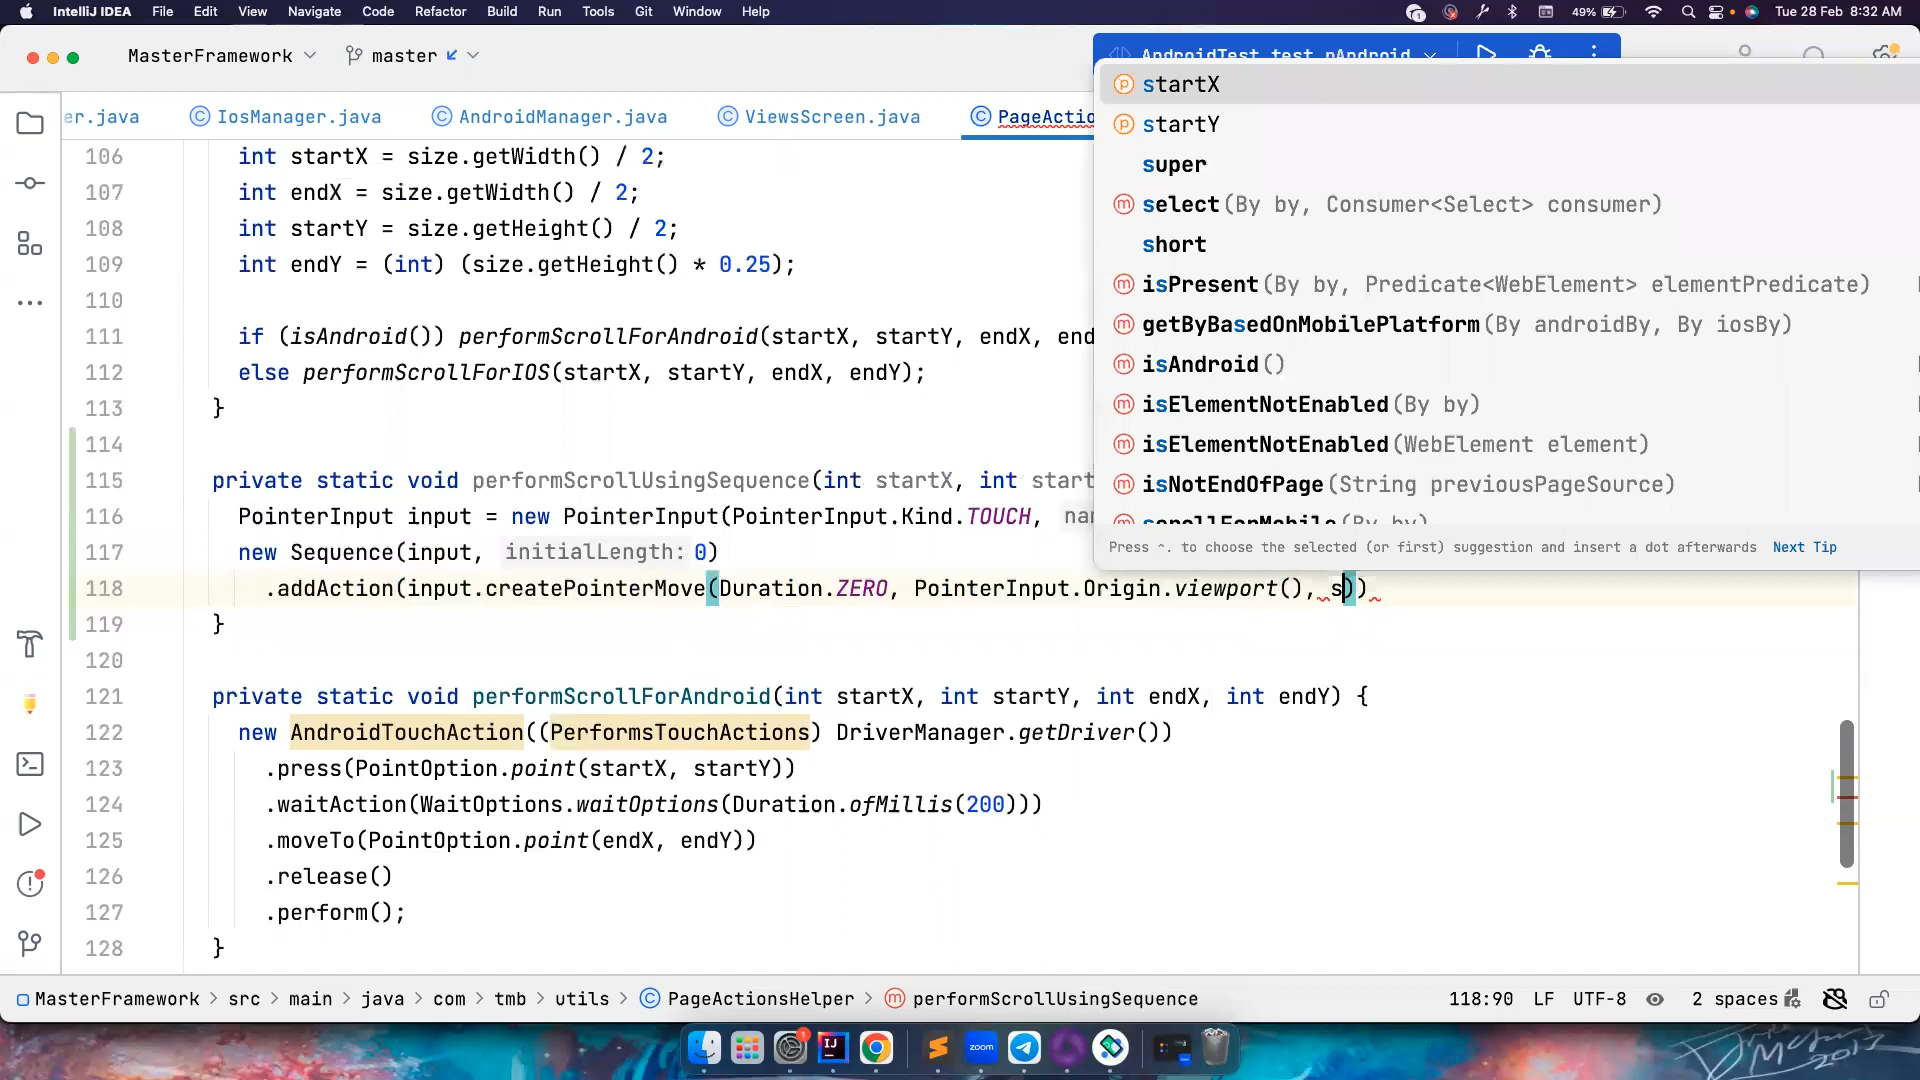 IntelliJ IDEA File Edit View Navigate Code Refactor Build Run Tools Git Window Help 49% Tue 28 Feb 8:32 AM
MasterFramework master AndroidTest.test_pAndroid
er.java IosManager.java AndroidManager.java ViewsScreen.java PageActio
106 int startX = size.getWidth() / 2;
107 int endX = size.getWidth() / 2;
108 int startY = size.getHeight() / 2;
109 int endY = (int) (size.getHeight() * 0.25);
110
111 if (isAndroid()) performScrollForAndroid(startX, startY, endX, end
112 else performScrollForIOS(startX, startY, endX, endY);
113 }
114
115 private static void performScrollUsingSequence(int startX, int start
116 PointerInput input = new PointerInput(PointerInput.Kind.TOUCH, nam
117 new Sequence(input, initialLength: 0)
118 .addAction(input.createPointerMove(Duration.ZERO, PointerInput.Origin.viewport(), s))
119 }
120
121 private static void performScrollForAndroid(int startX, int startY, int endX, int endY) {
122 new AndroidTouchAction((PerformsTouchActions) DriverManager.getDriver())
123 .press(PointOption.point(startX, startY))
124 .waitAction(WaitOptions.waitOptions(Duration.ofMillis(200)))
125 .moveTo(PointOption.point(endX, endY))
126 .release()
127 .perform();
128 }
startX
startY
super
select(By by, Consumer<Select> consumer)
short
isPresent(By by, Predicate<WebElement> elementPredicate)
getByBasedOnMobilePlatform(By androidBy, By iosBy)
isAndroid()
isElementNotEnabled(By by)
isElementNotEnabled(WebElement element)
isNotEndOfPage(String previousPageSource)
scrollForMobile(By by)
Press ^. to choose the selected (or first) suggestion and insert a dot afterwards Next Tip
MasterFramework > src > main > java > com > tmb > utils > PageActionsHelper > performScrollUsingSequence 118:90 LF UTF-8 2 spaces
zoom